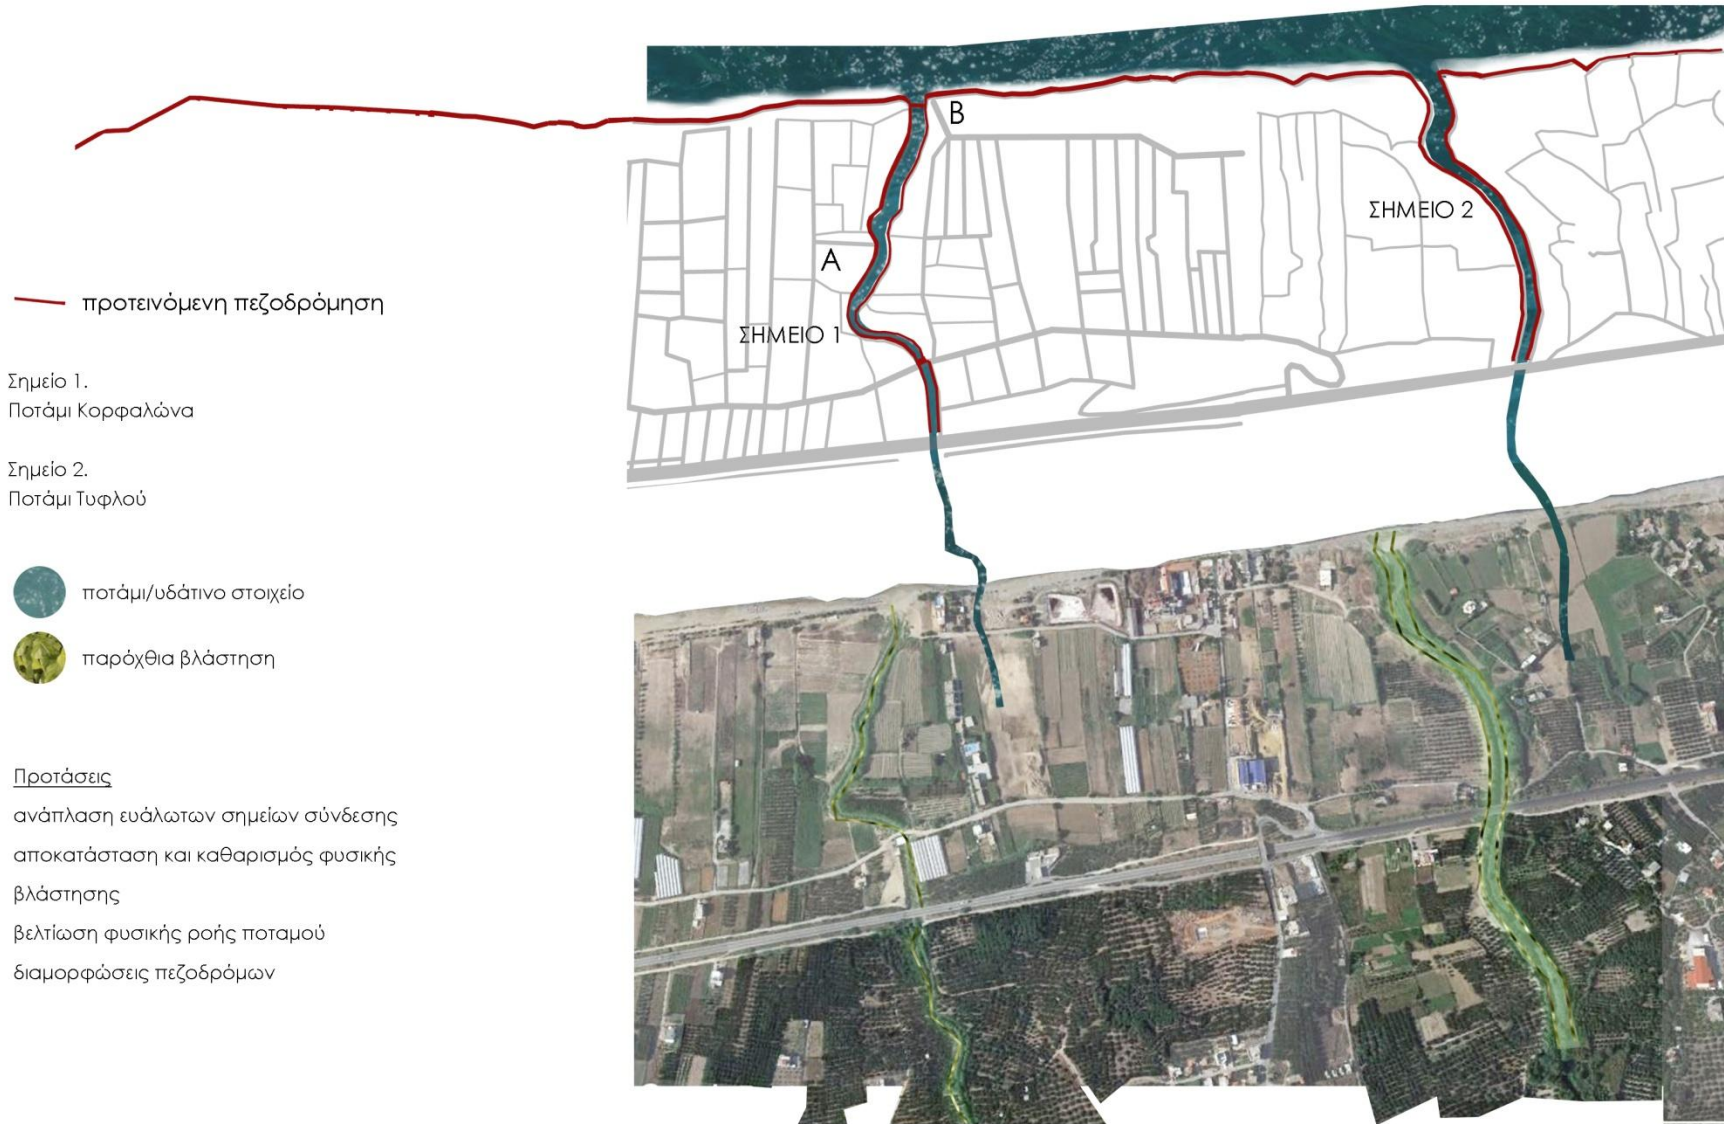 B
ΣΗΜΕΙΟ 2
A
ΣΗΜΕΙΟ 1
προτεινόμενη πεζοδρόμηση
Σημείο 1.
Ποτάμι Κορφαλώνα
Σημείο 2.
Ποτάμι Τυφλού
ποτάμι/υδάτινο στοιχείο
παρόχθια βλάστηση
Προτάσεις
ανάπλαση ευάλωτων σημείων σύνδεσης
αποκατάσταση και καθαρισμός φυσικής
βλάστησης
βελτίωση φυσικής ροής ποταμού
διαμορφώσεις πεζοδρόμων